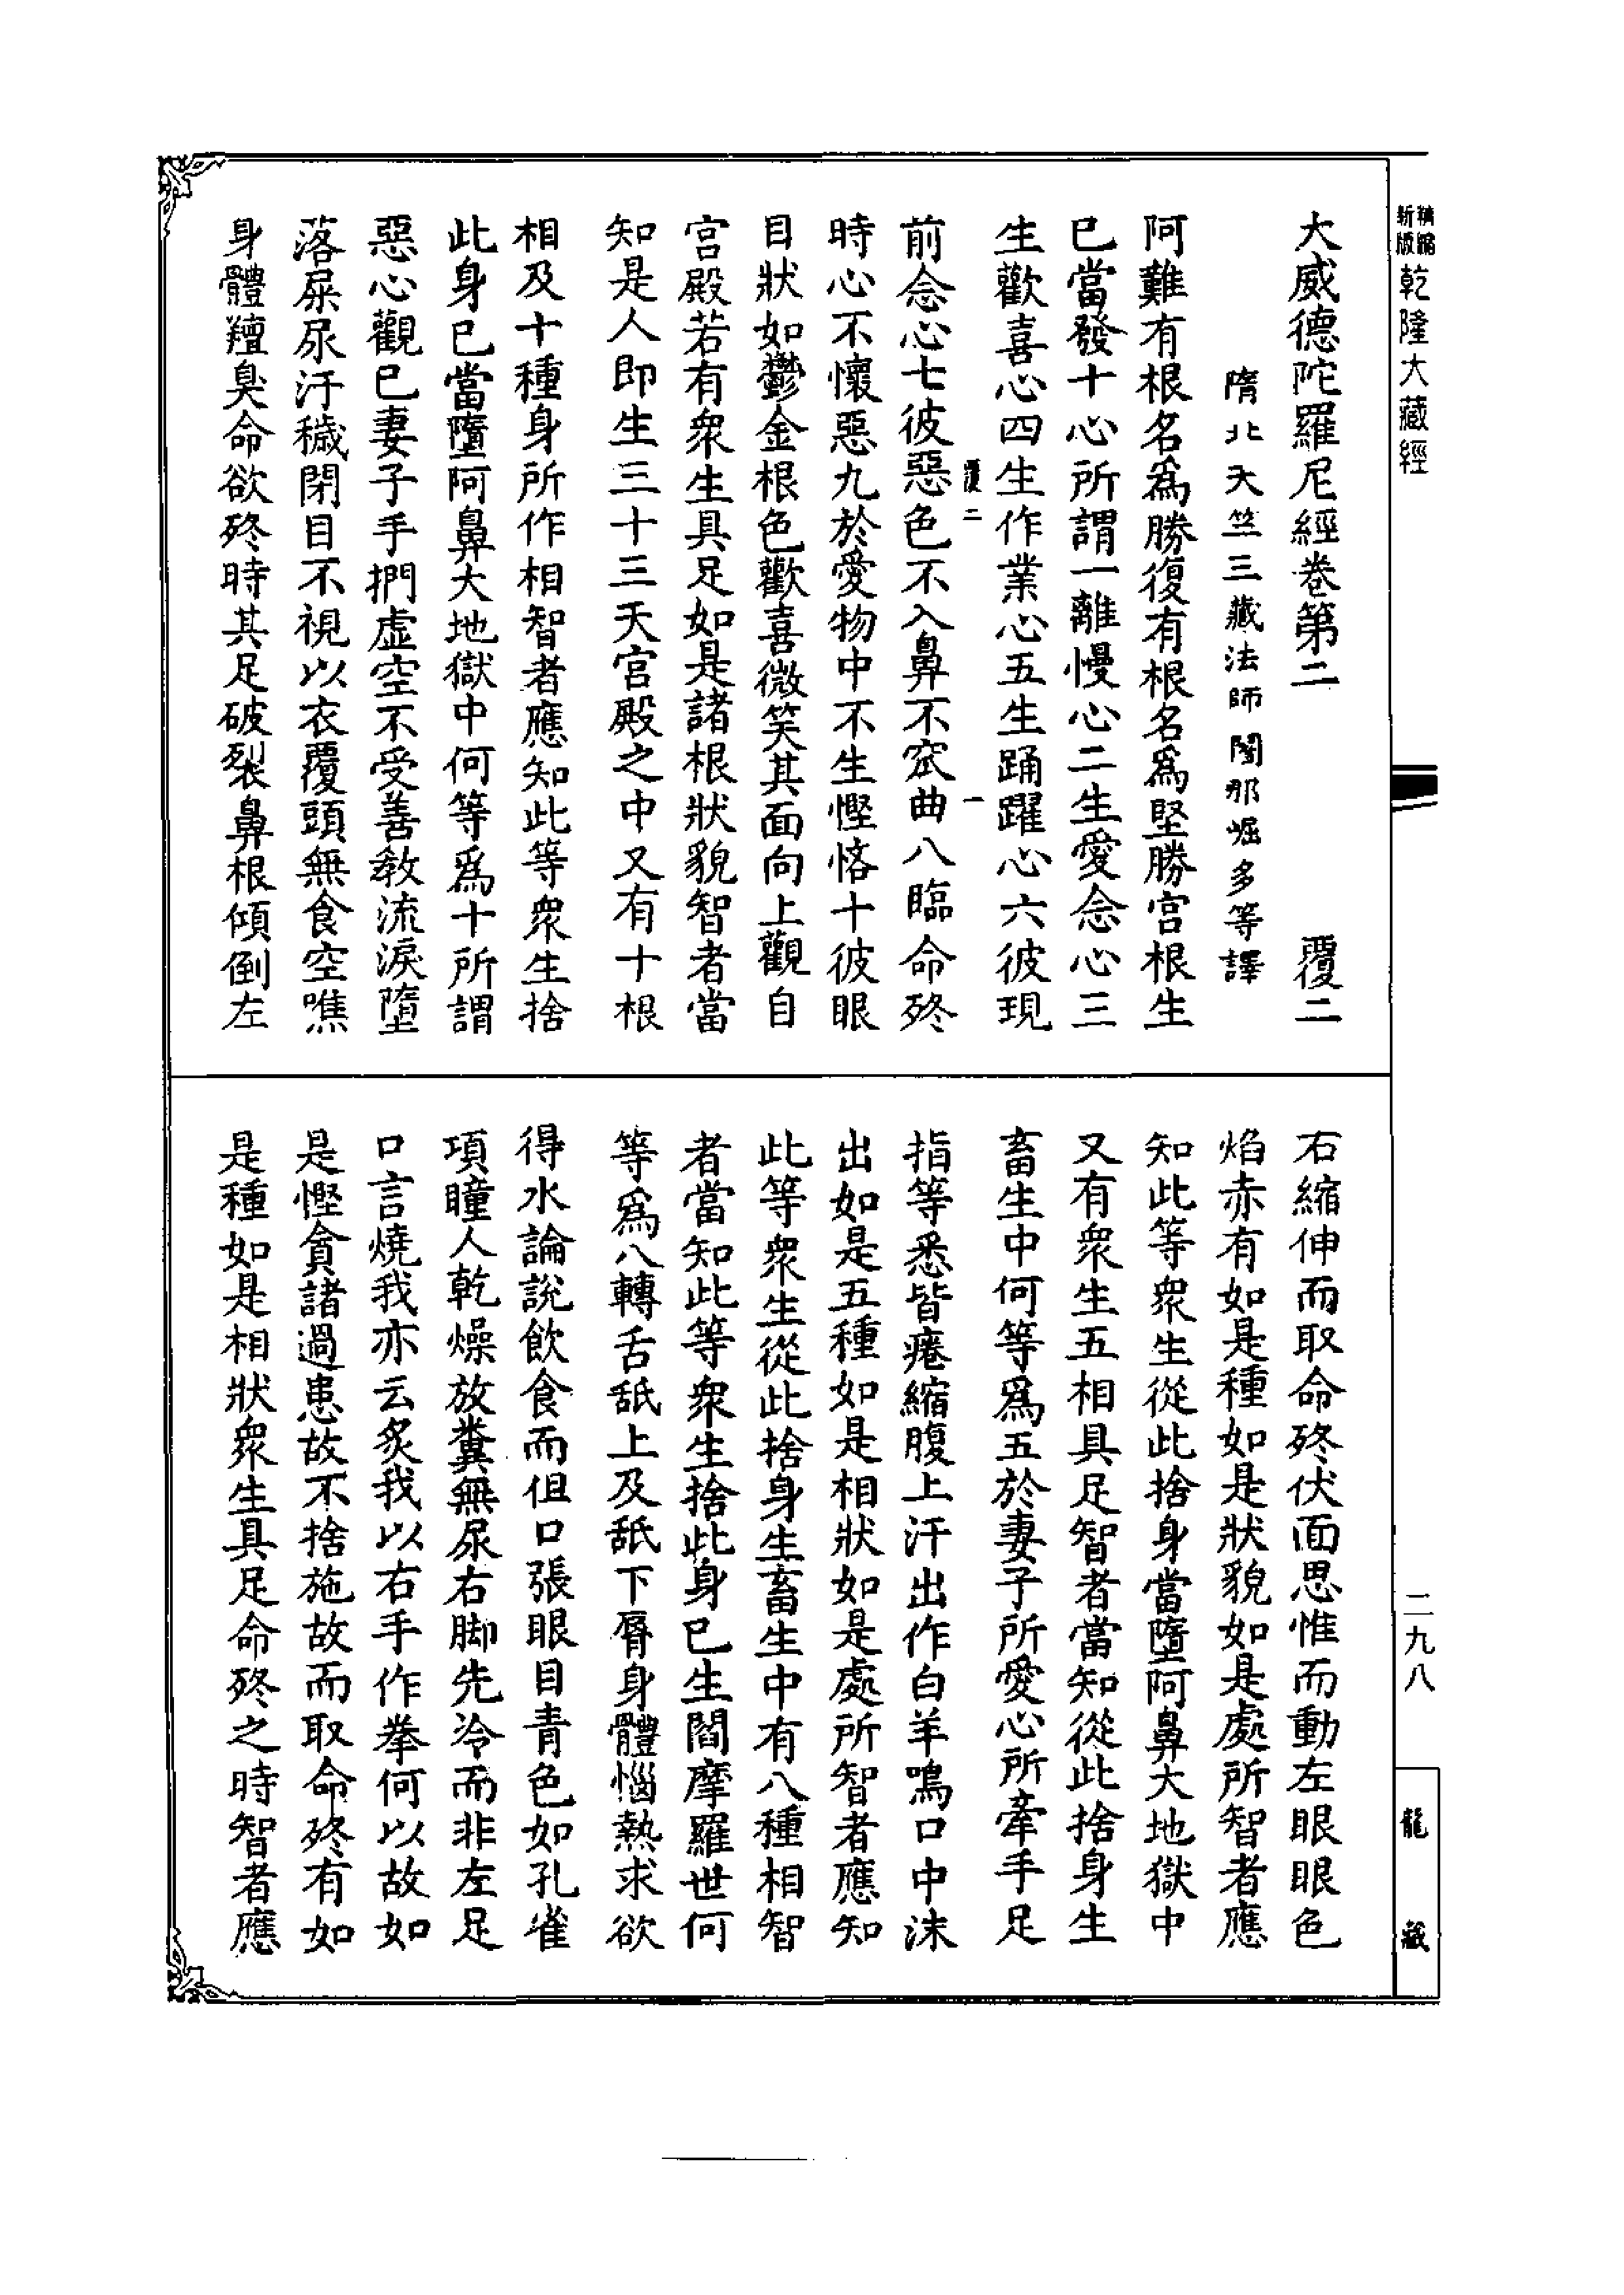 新版精縮
乾隆大藏經
二九八
龍藏
大威德陀羅尼經卷第二 覆二
隋北天竺三藏法師闍那崛多等譯
阿難有根名為勝復有根名為堅勝宮根生
已當發十心所謂一離慢心二生愛念心三
生歡喜心四生作業心五生踊躍心六彼現
覆二 一
前念心七彼惡色不入鼻不窊曲八臨命終
時心不懷惡九於愛物中不生慳悋十彼眼
目狀如鬱金根色歡喜微笑其面向上觀自
宮殿若有眾生具足如是諸根狀貌智者當
知是人即生三十三天宮殿之中又有十根
相及十種身所作相智者應知此等眾生捨
此身已當墮阿鼻大地獄中何等為十所謂
惡心觀已妻子手捫虛空不受善教流淚墮
落屎尿汙穢閉目不視以衣覆頭無食空噍
身體羶臭命欲終時其足破裂鼻根傾倒左
右縮伸而取命終伏面思惟而動左眼眼色
焰赤有如是種如是狀貌如是處所智者應
知此等眾生從此捨身當墮阿鼻大地獄中
又有眾生五相具足智者當知從此捨身生
畜生中何等為五於妻子所愛心所牽手足
指等悉皆癃縮腹上汗出作白羊鳴口中沫
出如是五種如是相狀如是處所智者應知
此等眾生從此捨身生畜生中有八種相智
者當知此等眾生捨此身已生閻摩羅世何
等為八轉舌舐上及舐下脣身體惱熱求欲
得水論說飲食而但口張眼目青色如孔雀
項瞳人乾燥放糞無尿右脚先冷而非左足
口言燒我亦云炙我以右手作拳何以故如
是慳貪諸過患故不捨施故而取命終有如
是種如是相狀眾生具足命終之時智者應